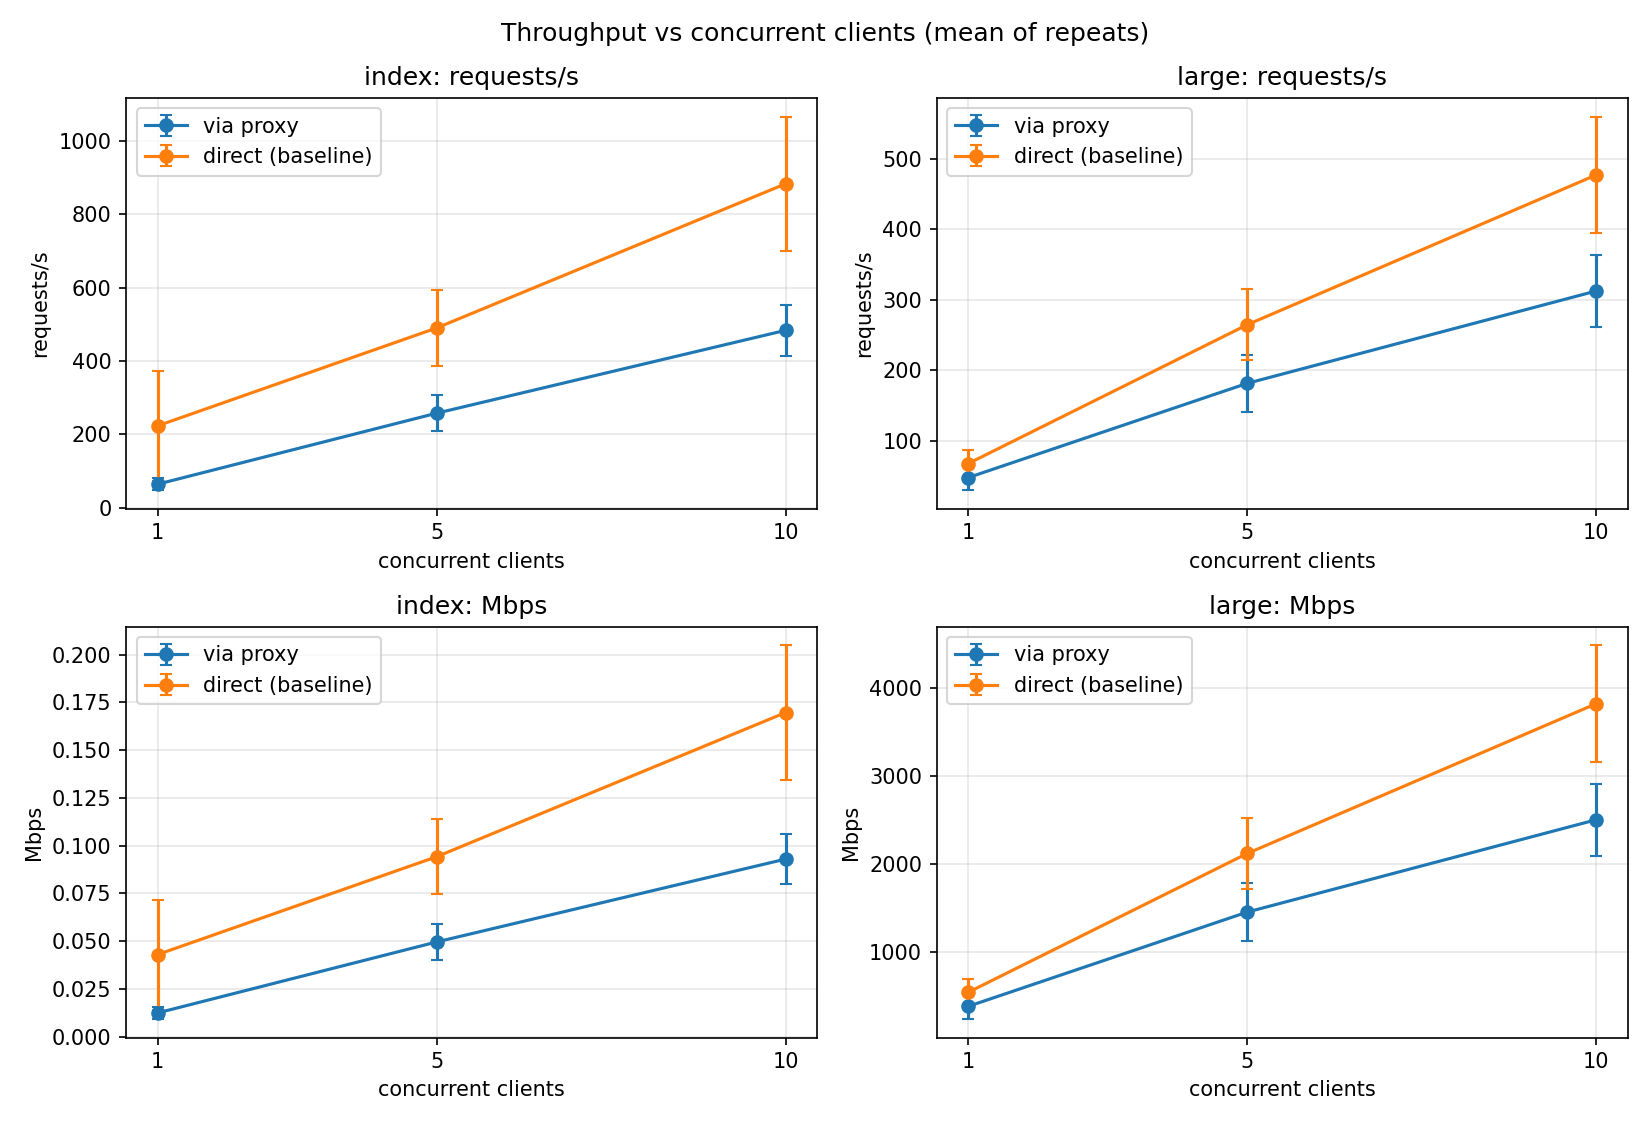 Throughput vs concurrent clients (mean of repeats)
index: requests/s
via proxy
direct (baseline)
1000
800
600
400
200
0
requests/s
1 5 10
concurrent clients
large: requests/s
via proxy
direct (baseline)
500
400
300
200
100
requests/s
1 5 10
concurrent clients
index: Mbps
via proxy
direct (baseline)
0.200
0.175
0.150
0.125
0.100
0.075
0.050
0.025
0.000
Mbps
1 5 10
concurrent clients
large: Mbps
via proxy
direct (baseline)
4000
3000
2000
1000
Mbps
1 5 10
concurrent clients